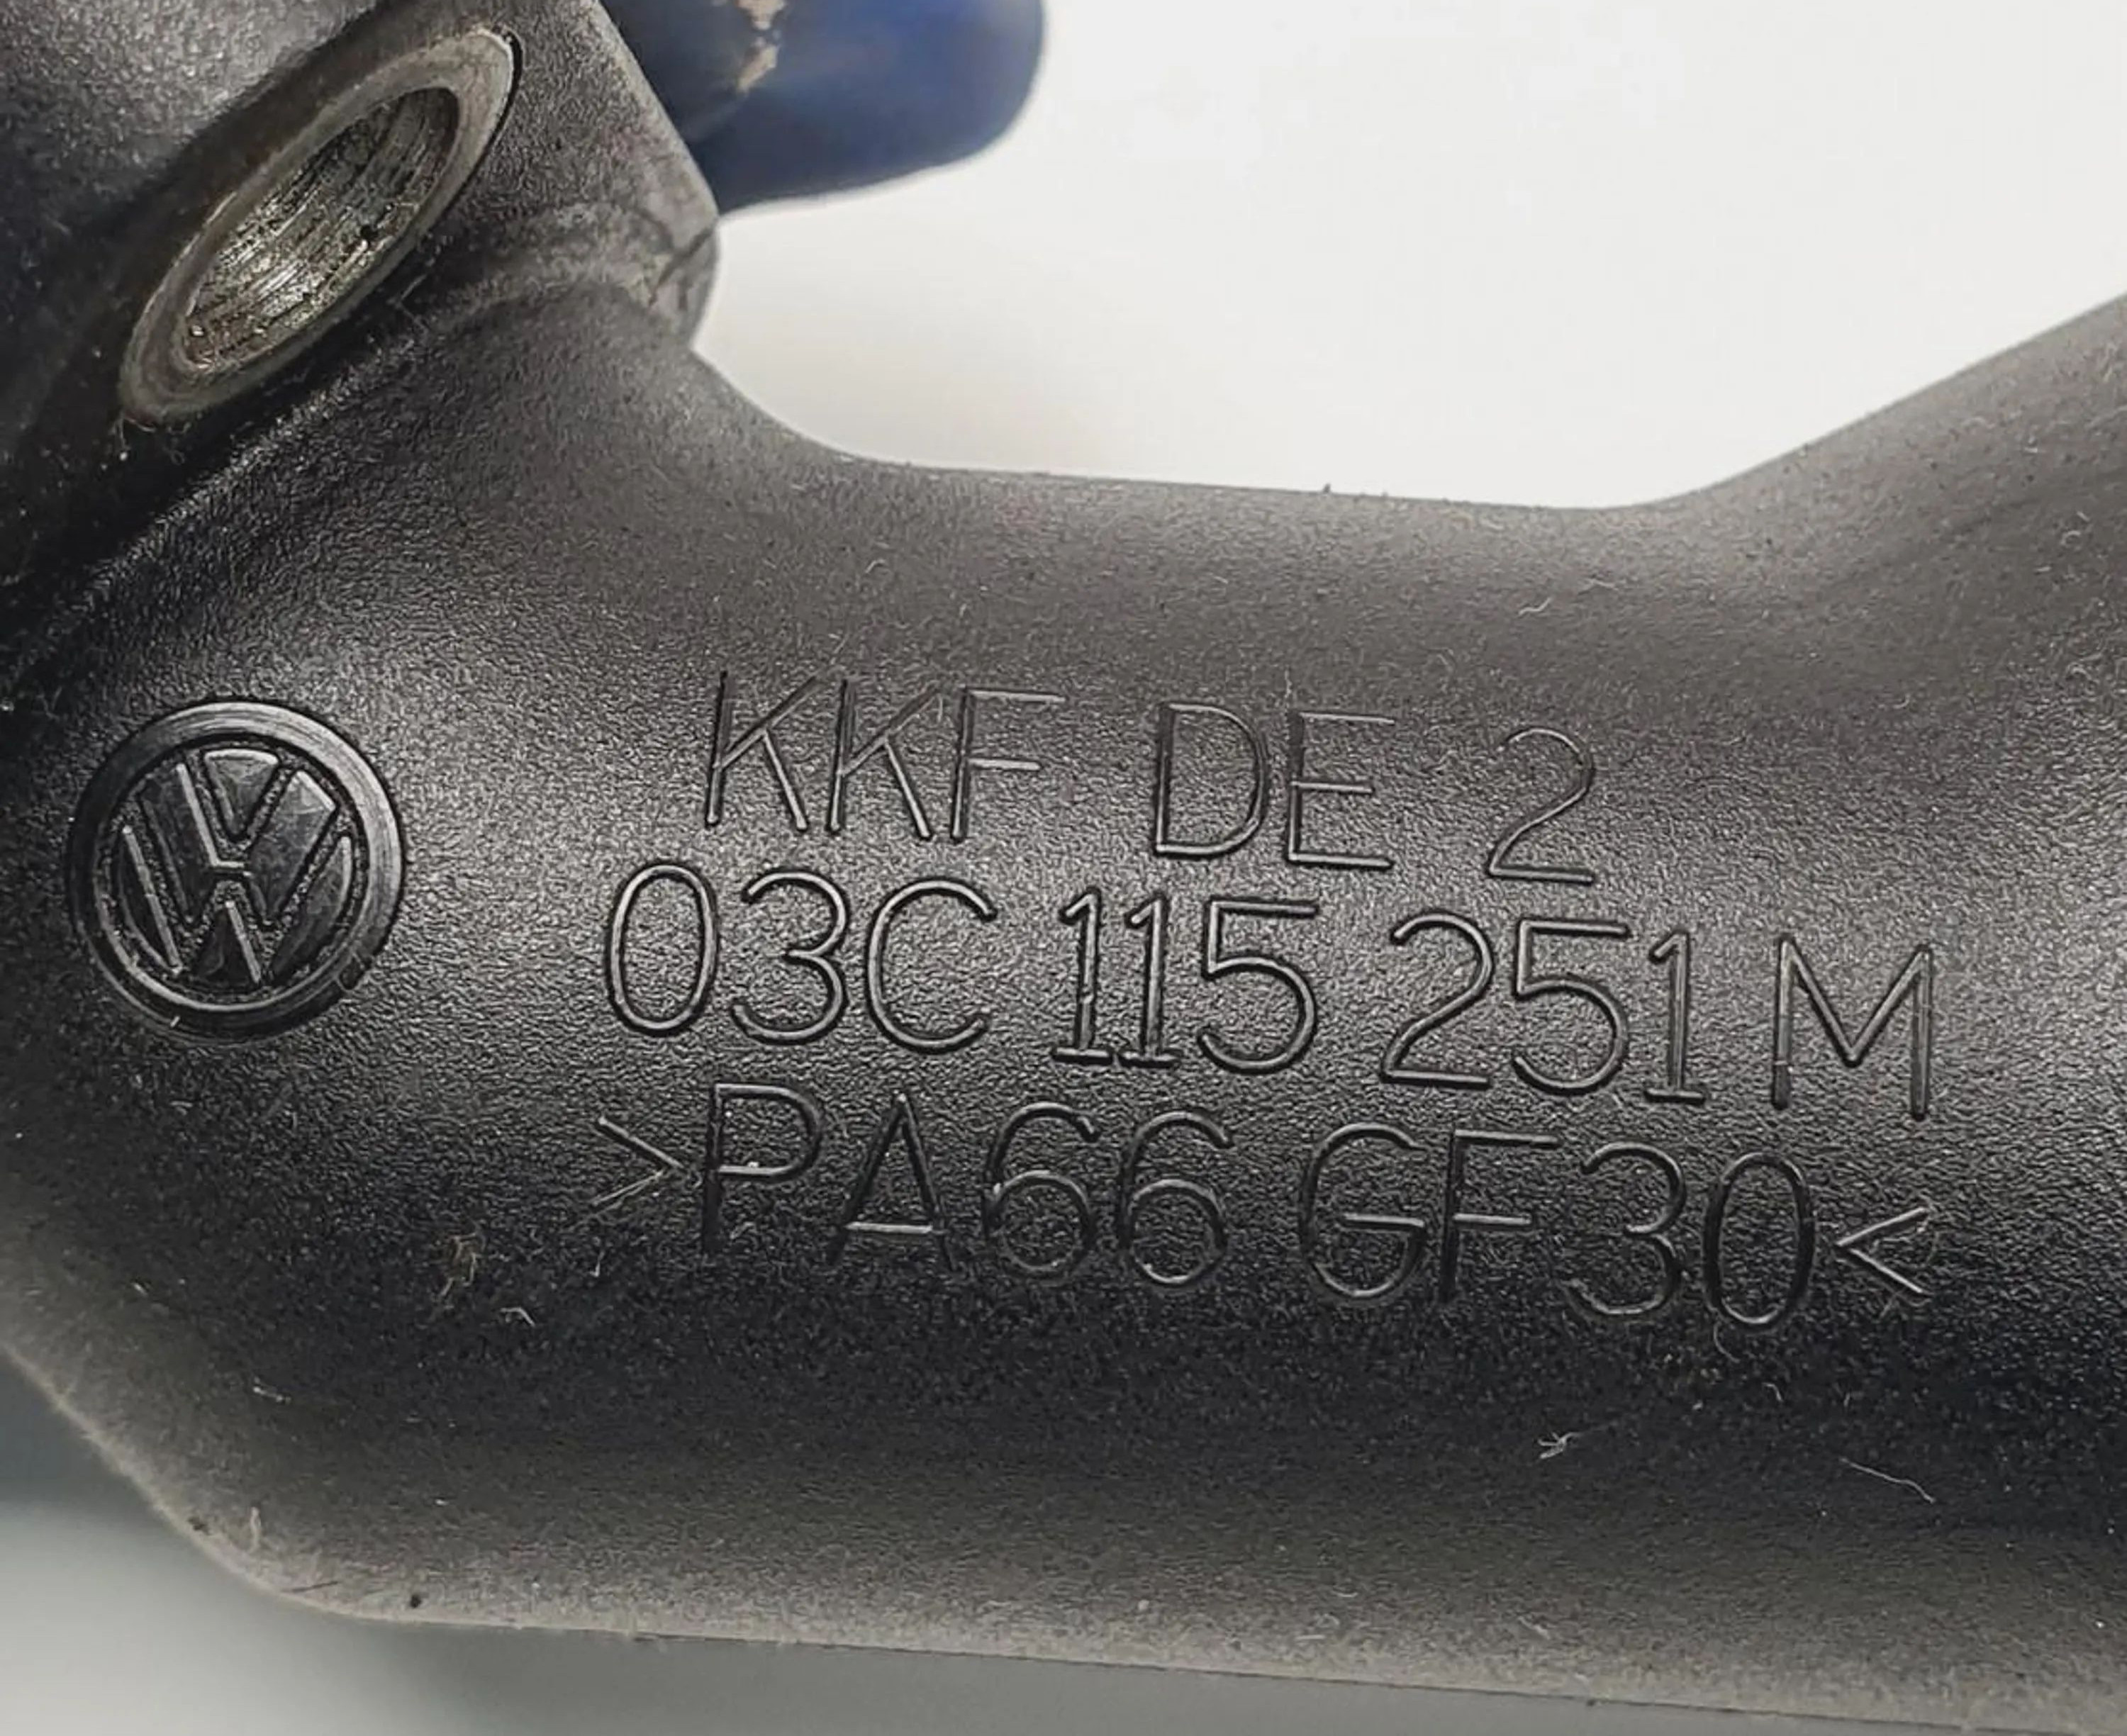 KKF DE 2
03C 115 251 M
>PA66 GF30<